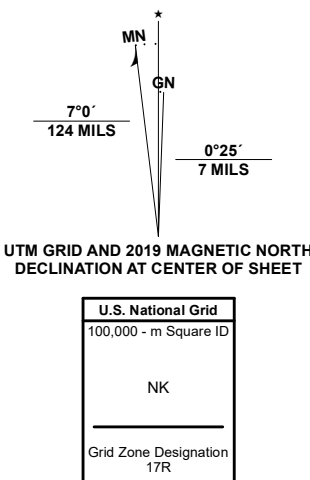 ★
MN
GN
7°0´
124 MILS
0°25´
7 MILS
UTM GRID AND 2019 MAGNETIC NORTH
DECLINATION AT CENTER OF SHEET
U.S. National Grid
100,000 - m Square ID
NK
Grid Zone Designation
17R